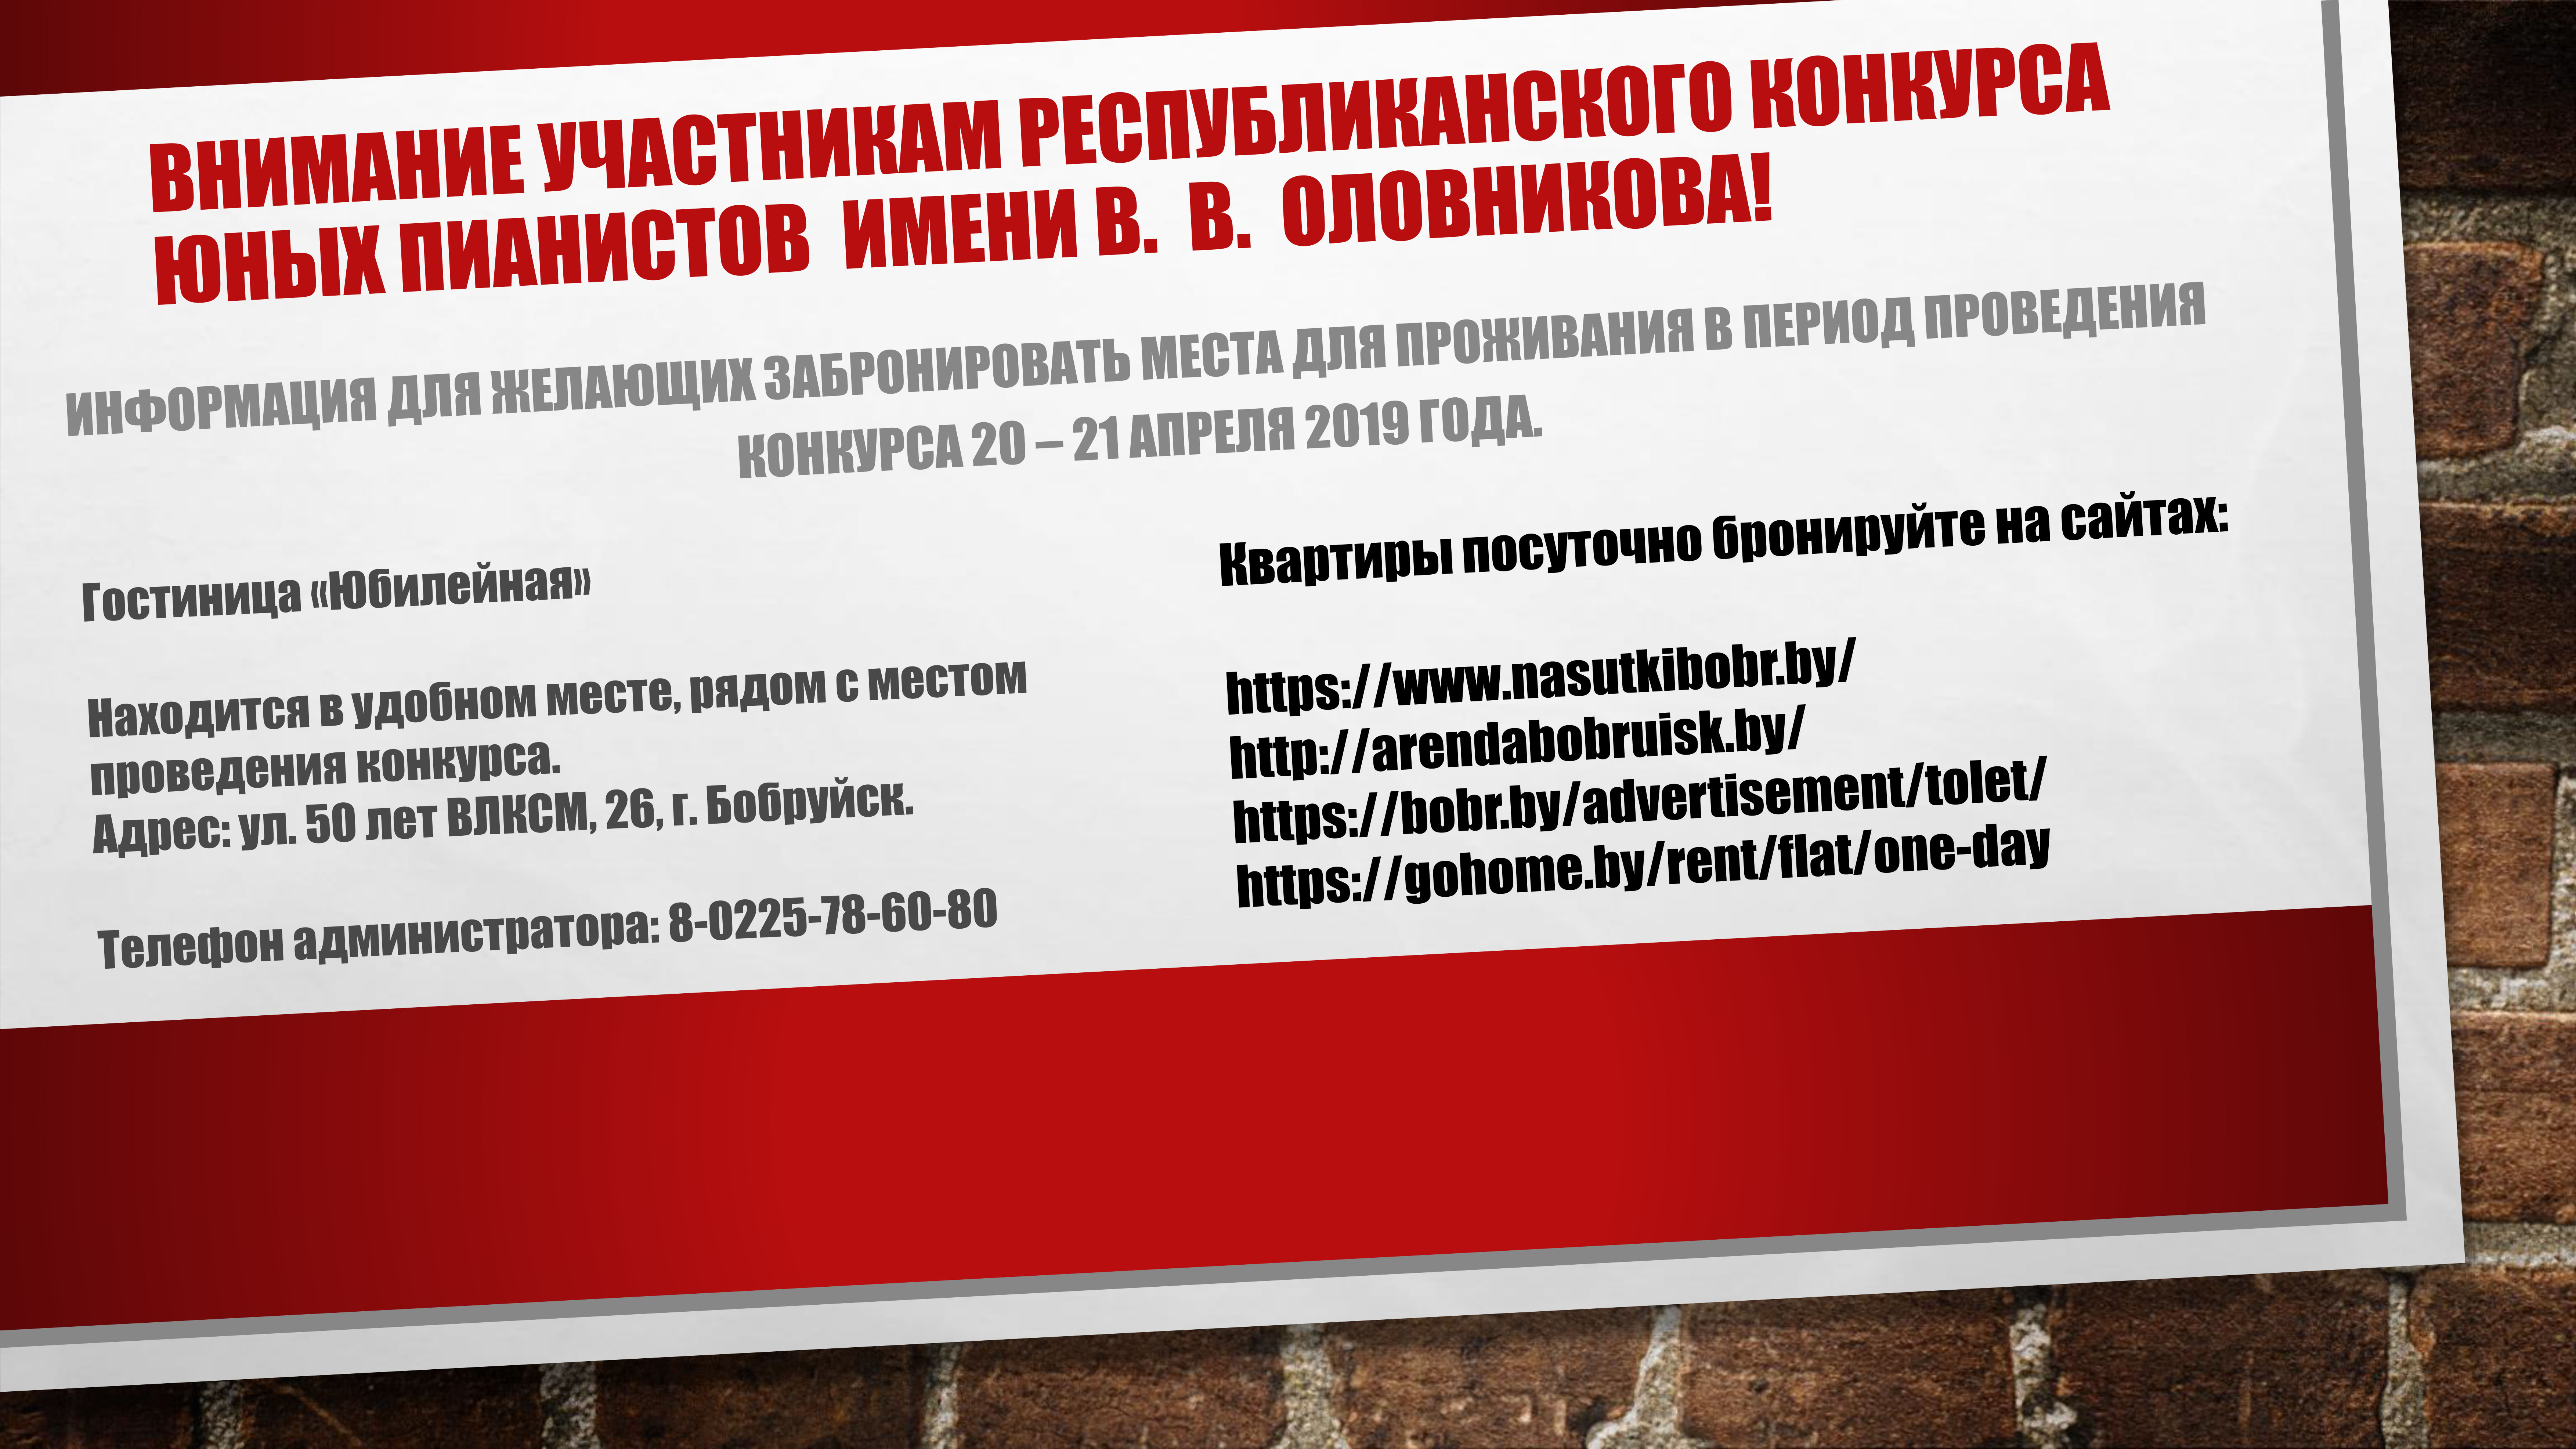 ВНИМАНИЕ УЧАСТНИКАМ РЕСПУБЛИКАНСКОГО КОНКУРСА
ЮНЫХ ПИАНИСТОВ ИМЕНИ В. В. ОЛОВНИКОВА!
ИНФОРМАЦИЯ ДЛЯ ЖЕЛАЮЩИХ ЗАБРОНИРОВАТЬ МЕСТА ДЛЯ ПРОЖИВАНИЯ В ПЕРИОД ПРОВЕДЕНИЯ
КОНКУРСА 20 – 21 АПРЕЛЯ 2019 ГОДА.
Гостиница «Юбилейная»
Находится в удобном месте, рядом с местом
проведения конкурса.
Адрес: ул. 50 лет ВЛКСМ, 26, г. Бобруйск.
Телефон администратора: 8-0225-78-60-80
Квартиры посуточно бронируйте на сайтах:
https://www.nasutkibobr.by/
http://arendabobruisk.by/
https://bobr.by/advertisement/tolet/
https://gohome.by/rent/flat/one-day